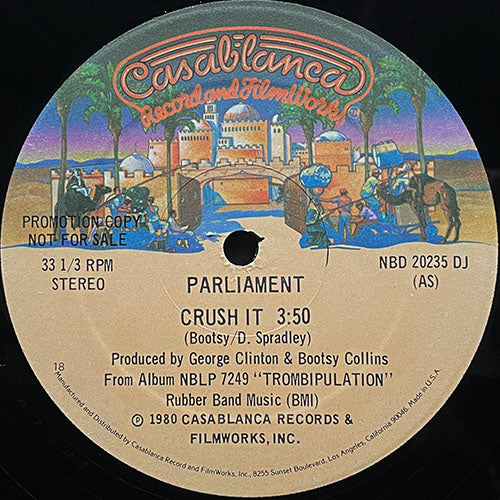 Casablanca
Record and FilmWorks
PROMOTION COPY
NOT FOR SALE
33 1/3 RPM
STEREO
NBD 20235 DJ
(AS)
PARLIAMENT
CRUSH IT 3:50
(Bootsy/D. Spradley)
Produced by George Clinton & Bootsy Collins
From Album NBLP 7249 "TROMBIPULATION"
Rubber Band Music (BMI)
℗ 1980 CASABLANCA RECORDS &
FILMWORKS, INC.
18
Manufactured and Distributed by Casablanca Record and FilmWorks, Inc., 8255 Sunset Boulevard, Los Angeles, California 90046. Made in U.S.A.